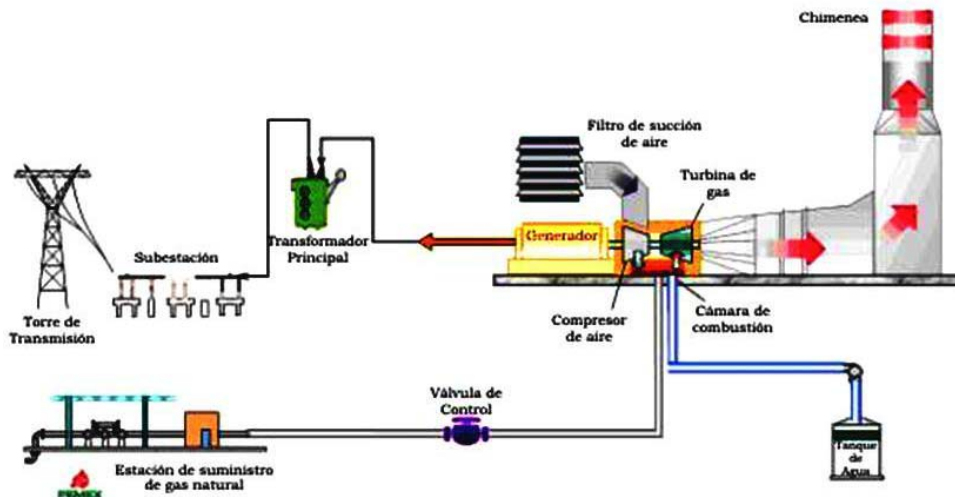 Chimenea
Filtro de succión
de aire
Turbina de
gas
Generador
Transformador
Principal
Subestación
Torre de
Transmisión
Compresor
de aire
Cámara de
combustión
Válvula de
Control
Tanque
de
Agua
Estación de suministro
de gas natural
PEMEX